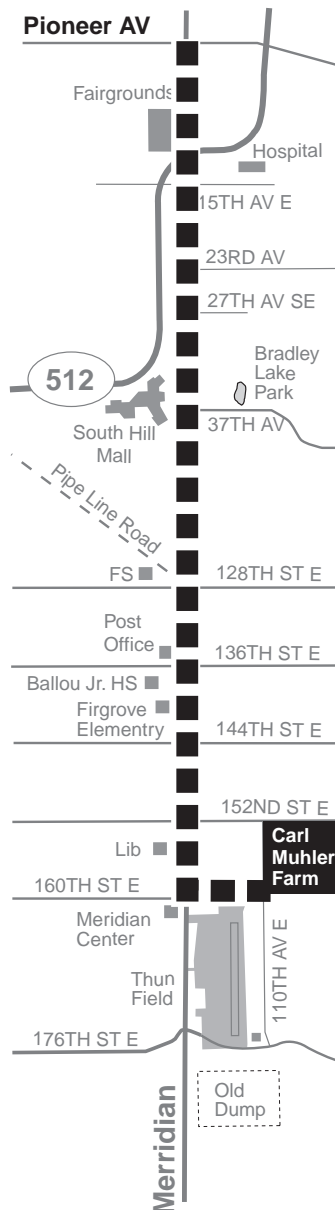 Pioneer AV
Fairgrounds
Hospital
15TH AV E
23RD AV
27TH AV SE
512
Bradley
Lake
Park
37TH AV
South Hill
Mall
Pipe Line Road
FS
128TH ST E
Post
Office
136TH ST E
Ballou Jr. HS
Firgrove
Elementry
144TH ST E
152ND ST E
Lib
Carl
Muhler
Farm
160TH ST E
Meridian
Center
110TH AV E
Thun
Field
176TH ST E
Old
Dump
Merridian